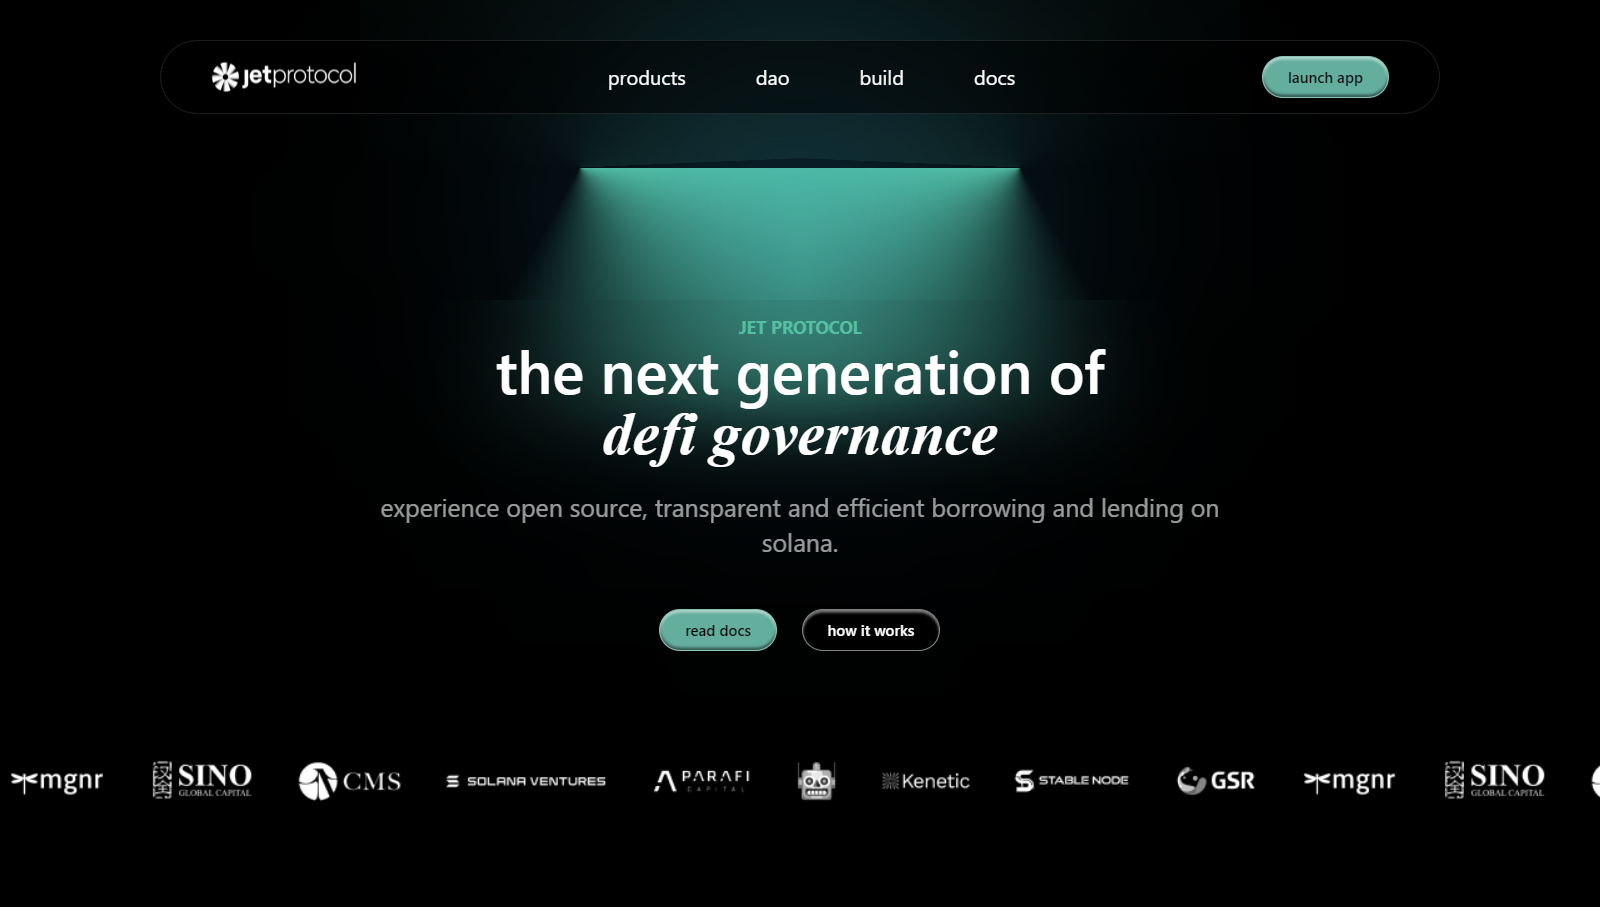 jetprotocol
products
dao
build
docs
launch app
JET PROTOCOL
the next generation of
defi governance
experience open source, transparent and efficient borrowing and lending on
solana.
read docs
how it works
mgnr
SINO
GLOBAL CAPITAL
CMS
SOLANA VENTURES
PARAFI
CAPITAL
Kenetic
STABLE NODE
GSR
mgnr
SINO
GLOBAL CAPITAL